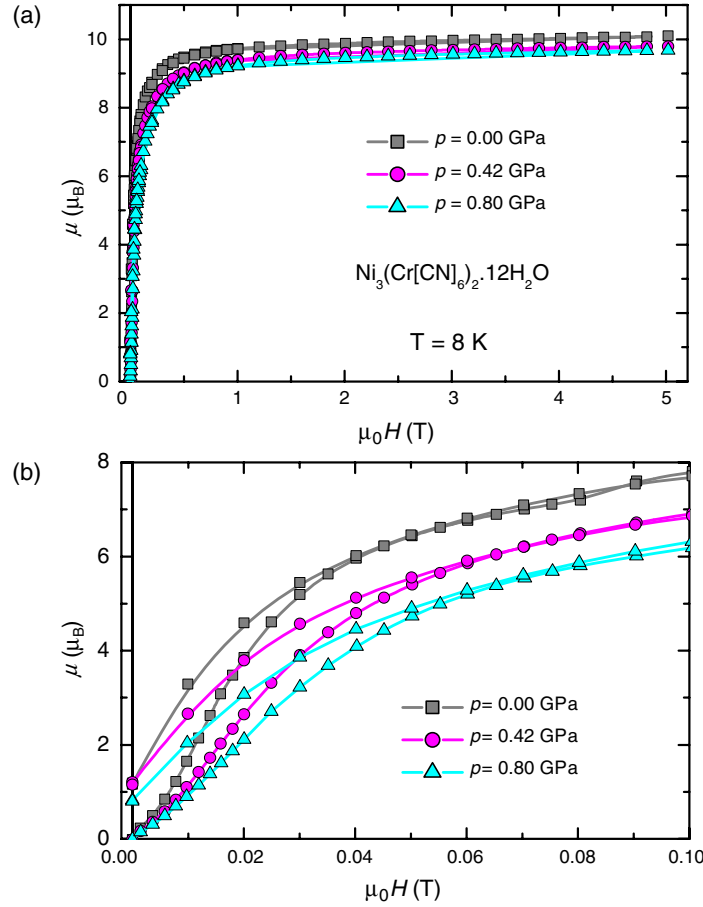 (a)
10
8
6
4
2
0
μ (μB)
p = 0.00 GPa
p = 0.42 GPa
p = 0.80 GPa
Ni3(Cr[CN]6)2.12H2O
T = 8 K
0 1 2 3 4 5
μ0H (T)
(b)
8
6
4
2
0
μ (μB)
p = 0.00 GPa
p = 0.42 GPa
p = 0.80 GPa
0.00 0.02 0.04 0.06 0.08 0.10
μ0H (T)